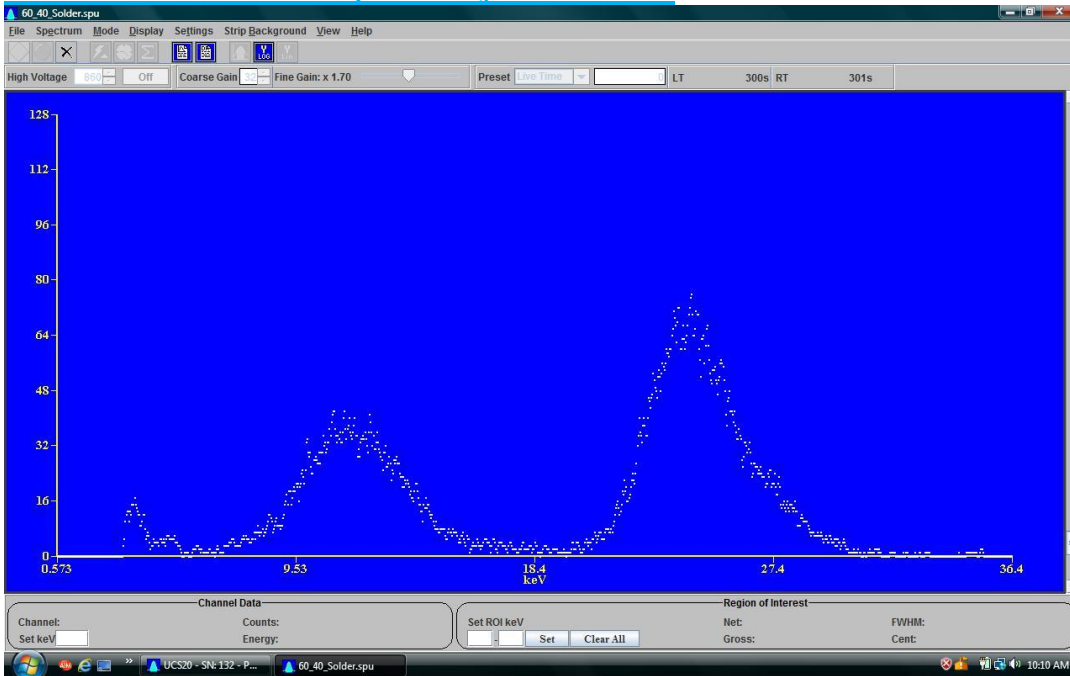 60_40_Solder.spu
File Spectrum Mode Display Settings Strip Background View Help
Y LOG
High Voltage 860 Off Coarse Gain 32 Fine Gain: x 1.70 Preset Live Time 0 LT 300s RT 301s
128
112
96
80
64
48
32
16
0
0.573 9.53 18.4 27.4 36.4
keV
Channel Data Region of Interest
Channel: Counts: Set ROI keV Net: FWHM:
Set keV Energy: - Set Clear All Gross: Cent:
UCS20 - SN: 132 - P... 60_40_Solder.spu 10:10 AM